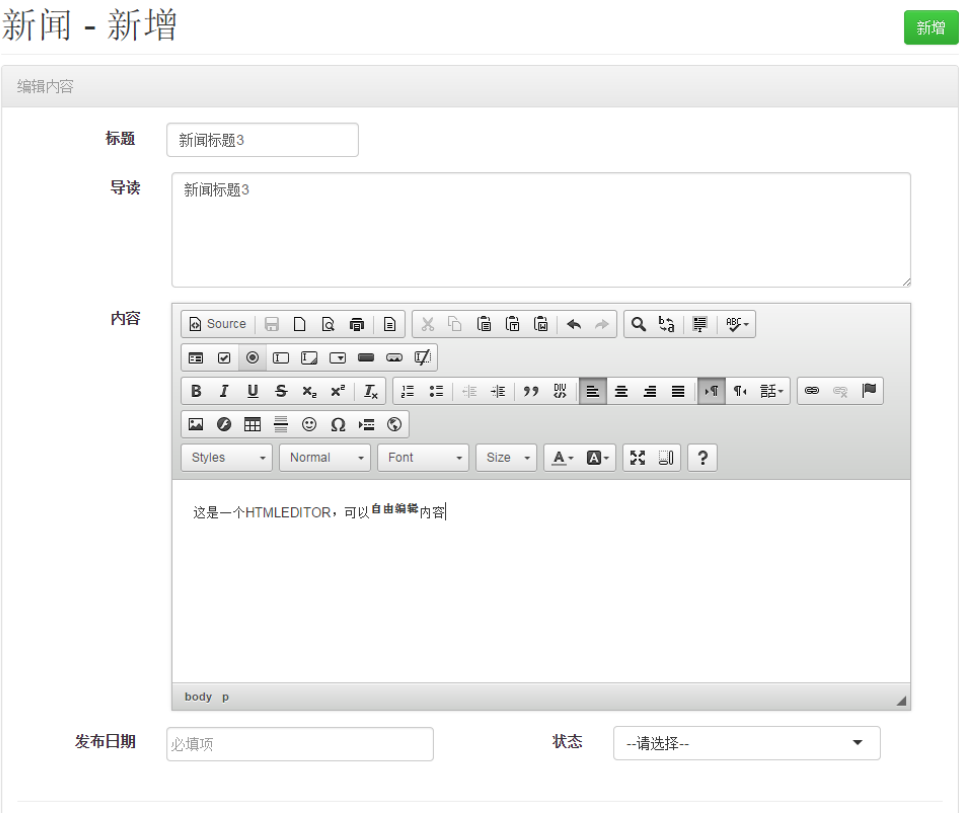 新闻 - 新增
新增
编辑内容
标题
新闻标题3
导读
新闻标题3
内容
Source
B I U S x₂ x² Iₓ
Styles Normal Font Size A A ?
这是一个HTMLEDITOR，可以自由编辑内容
body p
发布日期
必填项
状态
--请选择--